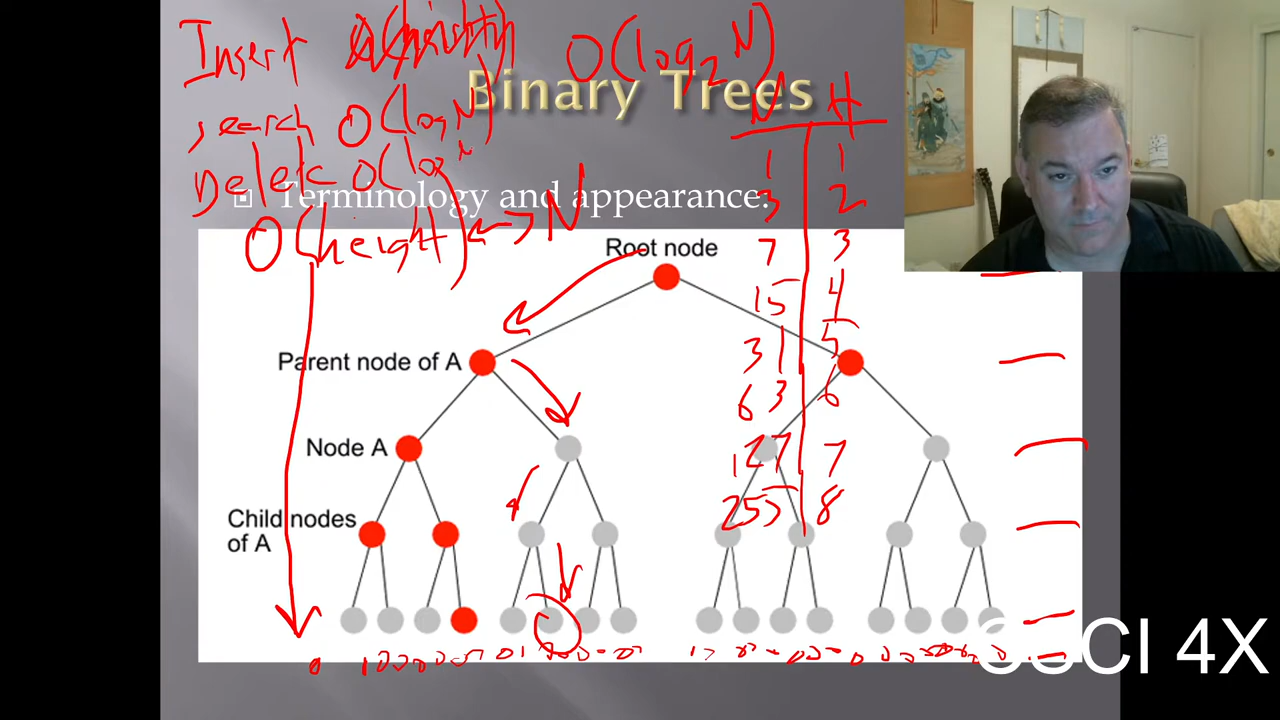 Insert O(height) O(log2 N)
Binary Trees
search O(log N)
Delete O(log
Terminology and appearance:
O(height) ↔ N
N H
1 1
3 2
7 3
15 4
31 5
63 6
127 7
255 8
Root node
Parent node of A
Node A
Child nodes
of A
CSCI 4X